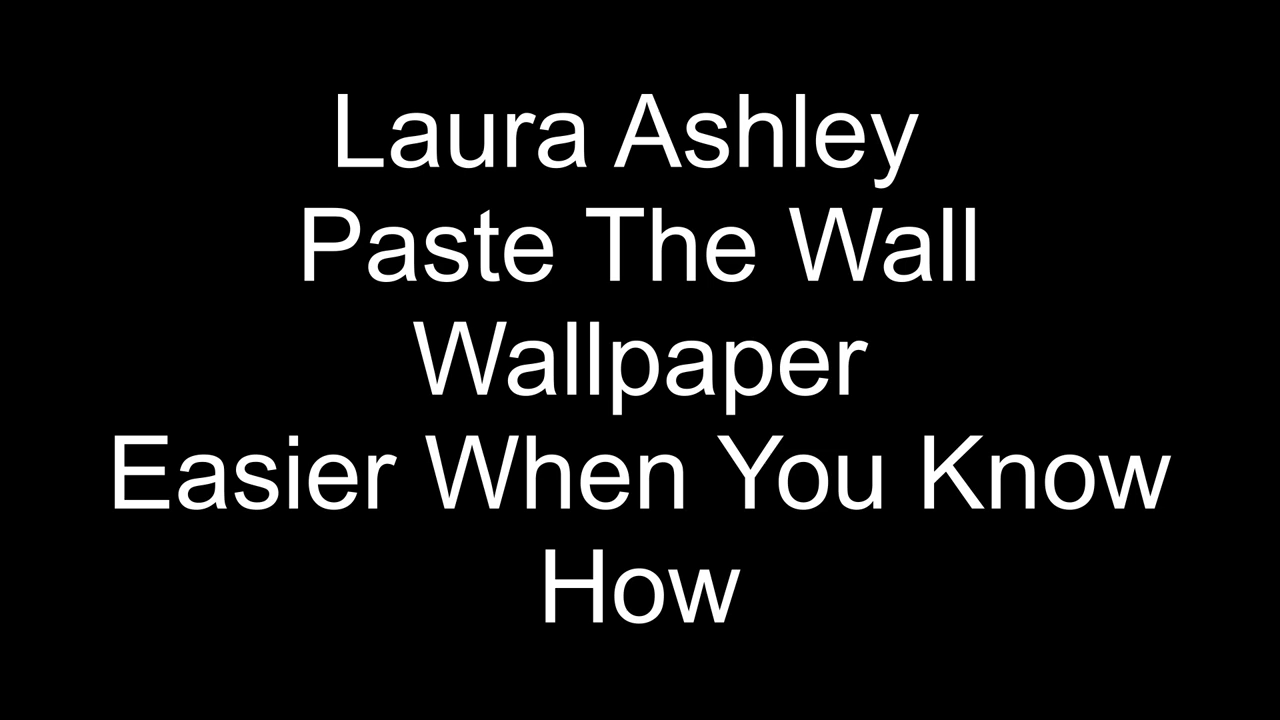 Laura Ashley
Paste The Wall
Wallpaper
Easier When You Know
How